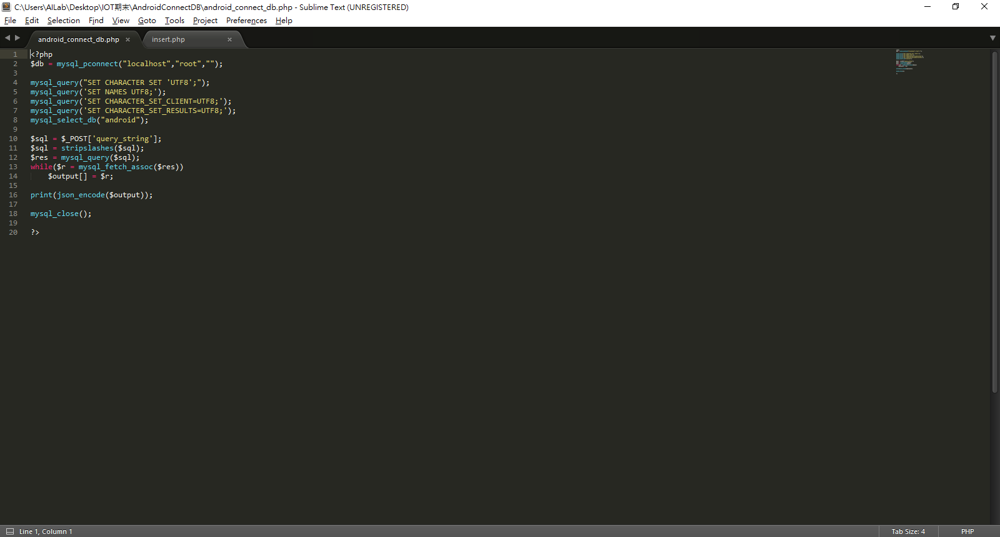 C:\Users\AILab\Desktop\IOT期末\AndroidConnectDB\android_connect_db.php - Sublime Text (UNREGISTERED)
File Edit Selection Find View Goto Tools Project Preferences Help
android_connect_db.php × insert.php ×
1 <?php
2 $db = mysql_pconnect("localhost","root","");
3
4 mysql_query("SET CHARACTER SET 'UTF8';");
5 mysql_query('SET NAMES UTF8;');
6 mysql_query('SET CHARACTER_SET_CLIENT=UTF8;');
7 mysql_query('SET CHARACTER_SET_RESULTS=UTF8;');
8 mysql_select_db("android");
9
10 $sql = $_POST['query_string'];
11 $sql = stripslashes($sql);
12 $res = mysql_query($sql);
13 while($r = mysql_fetch_assoc($res))
14     $output[] = $r;
15
16 print(json_encode($output));
17
18 mysql_close();
19
20 ?>
Line 1, Column 1 Tab Size: 4 PHP